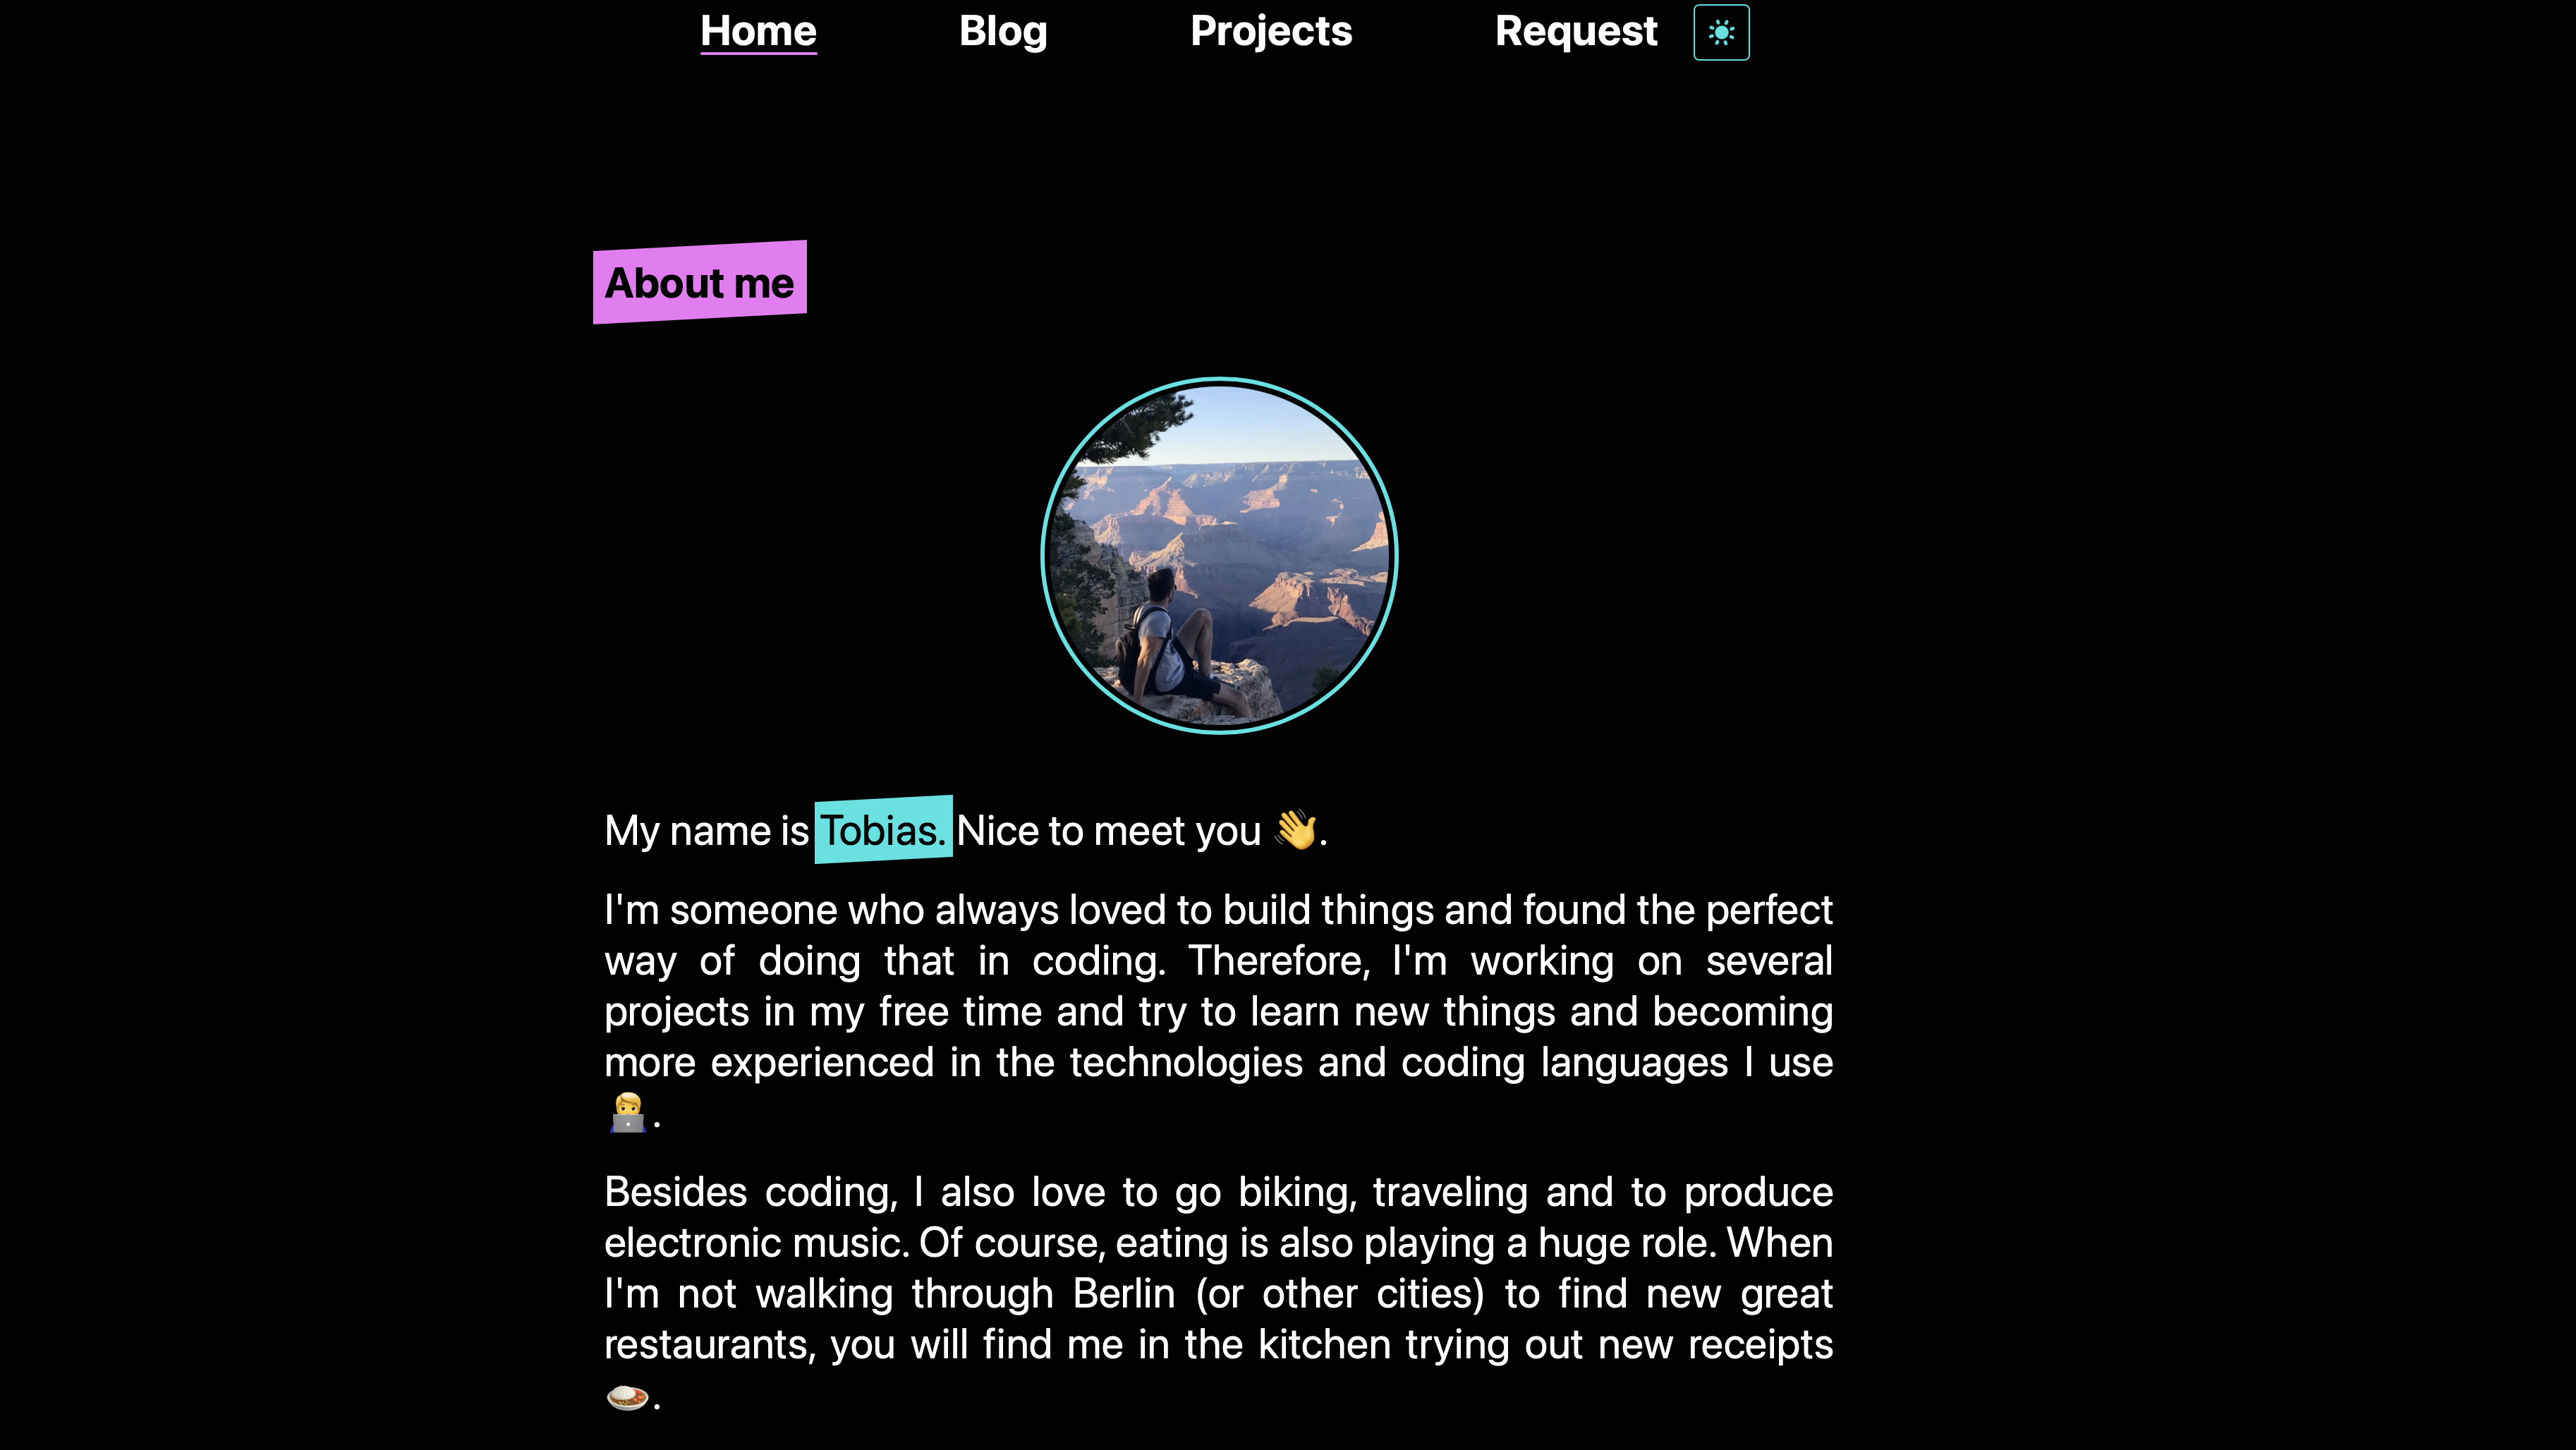 Home Blog Projects Request
About me
My name is Tobias. Nice to meet you 👋.
I'm someone who always loved to build things and found the perfect
way of doing that in coding. Therefore, I'm working on several
projects in my free time and try to learn new things and becoming
more experienced in the technologies and coding languages I use
👨‍💻.
Besides coding, I also love to go biking, traveling and to produce
electronic music. Of course, eating is also playing a huge role. When
I'm not walking through Berlin (or other cities) to find new great
restaurants, you will find me in the kitchen trying out new receipts
🍛.